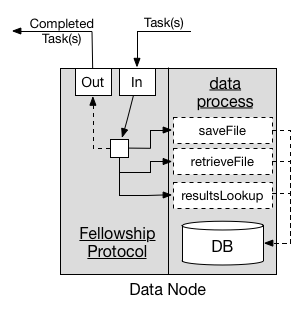 Completed
Task(s)
Task(s)
Out
In
data
process
saveFile
retrieveFile
resultsLookup
Fellowship
Protocol
DB
Data Node